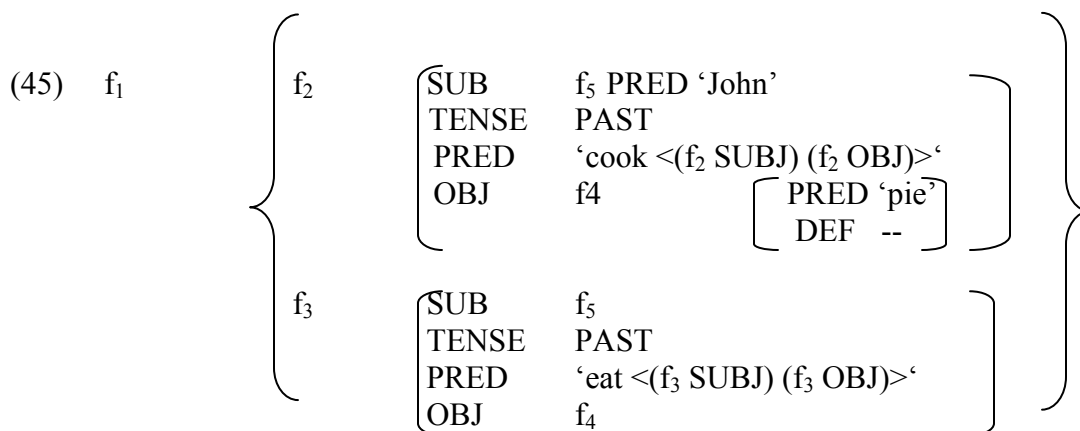 (45) f₁ f₂ SUB f₅ PRED ‘John’
TENSE PAST
PRED ‘cook <(f₂ SUBJ) (f₂ OBJ)>‘
OBJ f4 PRED ‘pie’
DEF --
f₃ SUB f₅
TENSE PAST
PRED ‘eat <(f₃ SUBJ) (f₃ OBJ)>‘
OBJ f₄